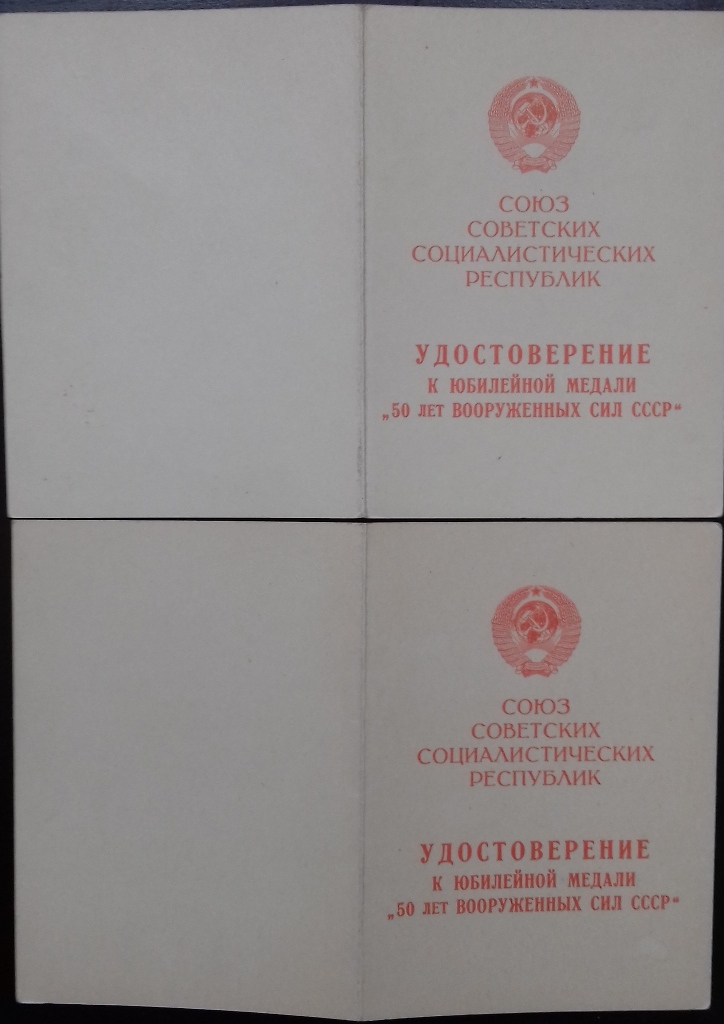 СОЮЗ
СОВЕТСКИХ
СОЦИАЛИСТИЧЕСКИХ
РЕСПУБЛИК
УДОСТОВЕРЕНИЕ
К ЮБИЛЕЙНОЙ МЕДАЛИ
„50 ЛЕТ ВООРУЖЕННЫХ СИЛ СССР“
СОЮЗ
СОВЕТСКИХ
СОЦИАЛИСТИЧЕСКИХ
РЕСПУБЛИК
УДОСТОВЕРЕНИЕ
К ЮБИЛЕЙНОЙ МЕДАЛИ
„50 ЛЕТ ВООРУЖЕННЫХ СИЛ СССР“